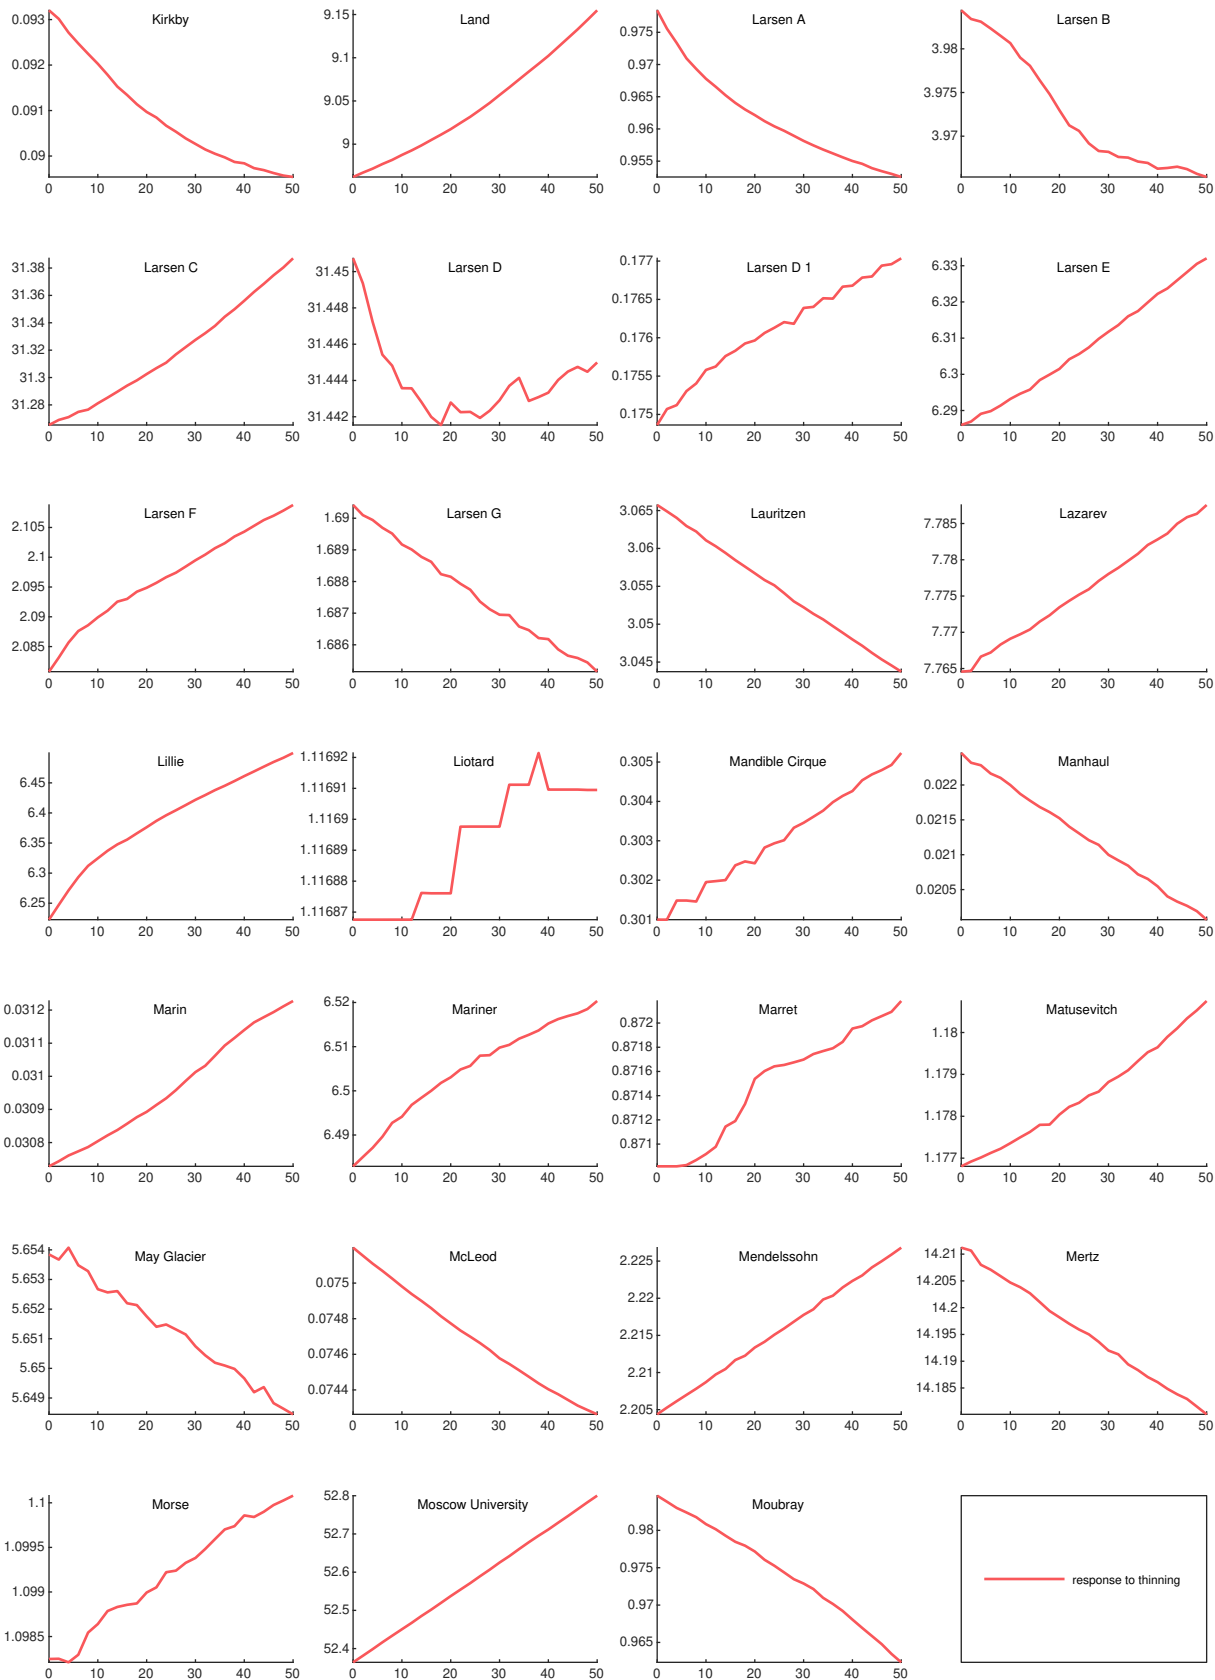 Kirkby
0.093
0.092
0.091
0.09
0 10 20 30 40 50
Land
9.15
9.1
9.05
9
0 10 20 30 40 50
Larsen A
0.975
0.97
0.965
0.96
0.955
0 10 20 30 40 50
Larsen B
3.98
3.975
3.97
0 10 20 30 40 50
Larsen C
31.38
31.36
31.34
31.32
31.3
31.28
0 10 20 30 40 50
Larsen D
31.45
31.448
31.446
31.444
31.442
0 10 20 30 40 50
Larsen D 1
0.177
0.1765
0.176
0.1755
0.175
0 10 20 30 40 50
Larsen E
6.33
6.32
6.31
6.3
6.29
0 10 20 30 40 50
Larsen F
2.105
2.1
2.095
2.09
2.085
0 10 20 30 40 50
Larsen G
1.69
1.689
1.688
1.687
1.686
0 10 20 30 40 50
Lauritzen
3.065
3.06
3.055
3.05
3.045
0 10 20 30 40 50
Lazarev
7.785
7.78
7.775
7.77
7.765
0 10 20 30 40 50
Lillie
6.45
6.4
6.35
6.3
6.25
0 10 20 30 40 50
Liotard
1.11692
1.11691
1.1169
1.11689
1.11688
1.11687
0 10 20 30 40 50
Mandible Cirque
0.305
0.304
0.303
0.302
0.301
0 10 20 30 40 50
Manhaul
0.022
0.0215
0.021
0.0205
0 10 20 30 40 50
Marin
0.0312
0.0311
0.031
0.0309
0.0308
0 10 20 30 40 50
Mariner
6.52
6.51
6.5
6.49
0 10 20 30 40 50
Marret
0.872
0.8718
0.8716
0.8714
0.8712
0.871
0 10 20 30 40 50
Matusevitch
1.18
1.179
1.178
1.177
0 10 20 30 40 50
May Glacier
5.654
5.653
5.652
5.651
5.65
5.649
0 10 20 30 40 50
McLeod
0.075
0.0748
0.0746
0.0744
0 10 20 30 40 50
Mendelssohn
2.225
2.22
2.215
2.21
2.205
0 10 20 30 40 50
Mertz
14.21
14.205
14.2
14.195
14.19
14.185
0 10 20 30 40 50
Morse
1.1
1.0995
1.099
1.0985
0 10 20 30 40 50
Moscow University
52.8
52.7
52.6
52.5
52.4
0 10 20 30 40 50
Moubray
0.98
0.975
0.97
0.965
0 10 20 30 40 50
response to thinning